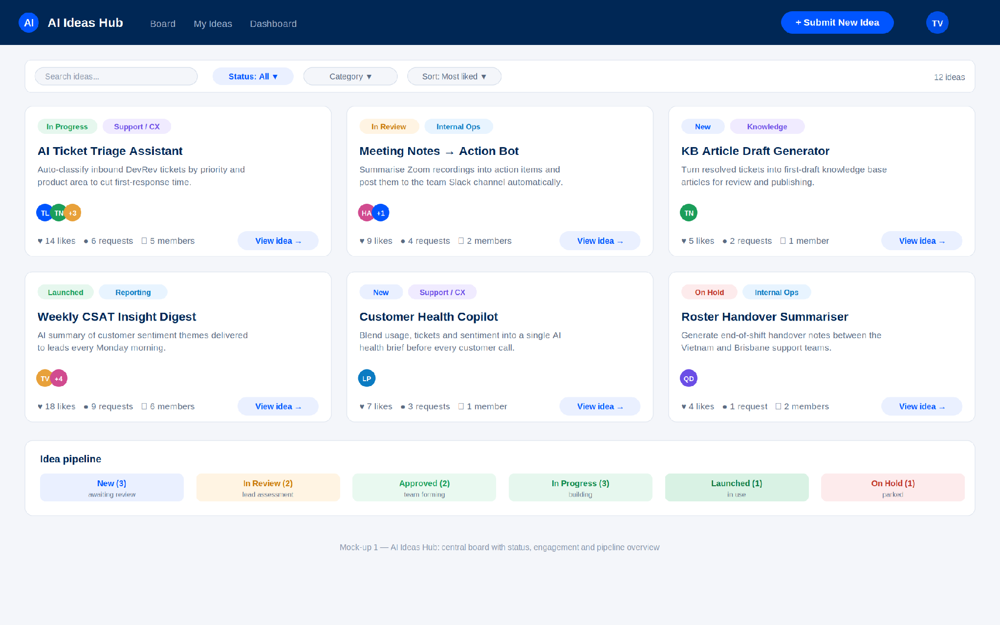 AI
AI Ideas Hub
Board
My Ideas
Dashboard
+ Submit New Idea
TV
Search ideas...
Status: All ▼
Category ▼
Sort: Most liked ▼
12 ideas
In Progress
Support / CX
AI Ticket Triage Assistant
Auto-classify inbound DevRev tickets by priority and
product area to cut first-response time.
TL TN +3
♥ 14 likes ● 6 requests 5 members
View idea →
In Review
Internal Ops
Meeting Notes → Action Bot
Summarise Zoom recordings into action items and
post them to the team Slack channel automatically.
HA +1
♥ 9 likes ● 4 requests 2 members
View idea →
New
Knowledge
KB Article Draft Generator
Turn resolved tickets into first-draft knowledge base
articles for review and publishing.
TN
♥ 5 likes ● 2 requests 1 member
View idea →
Launched
Reporting
Weekly CSAT Insight Digest
AI summary of customer sentiment themes delivered
to leads every Monday morning.
TV +4
♥ 18 likes ● 9 requests 6 members
View idea →
New
Support / CX
Customer Health Copilot
Blend usage, tickets and sentiment into a single AI
health brief before every customer call.
LP
♥ 7 likes ● 3 requests 1 member
View idea →
On Hold
Internal Ops
Roster Handover Summariser
Generate end-of-shift handover notes between the
Vietnam and Brisbane support teams.
QD
♥ 4 likes ● 1 request 2 members
View idea →
Idea pipeline
New (3)
awaiting review
In Review (2)
lead assessment
Approved (2)
team forming
In Progress (3)
building
Launched (1)
in use
On Hold (1)
parked
Mock-up 1 — AI Ideas Hub: central board with status, engagement and pipeline overview